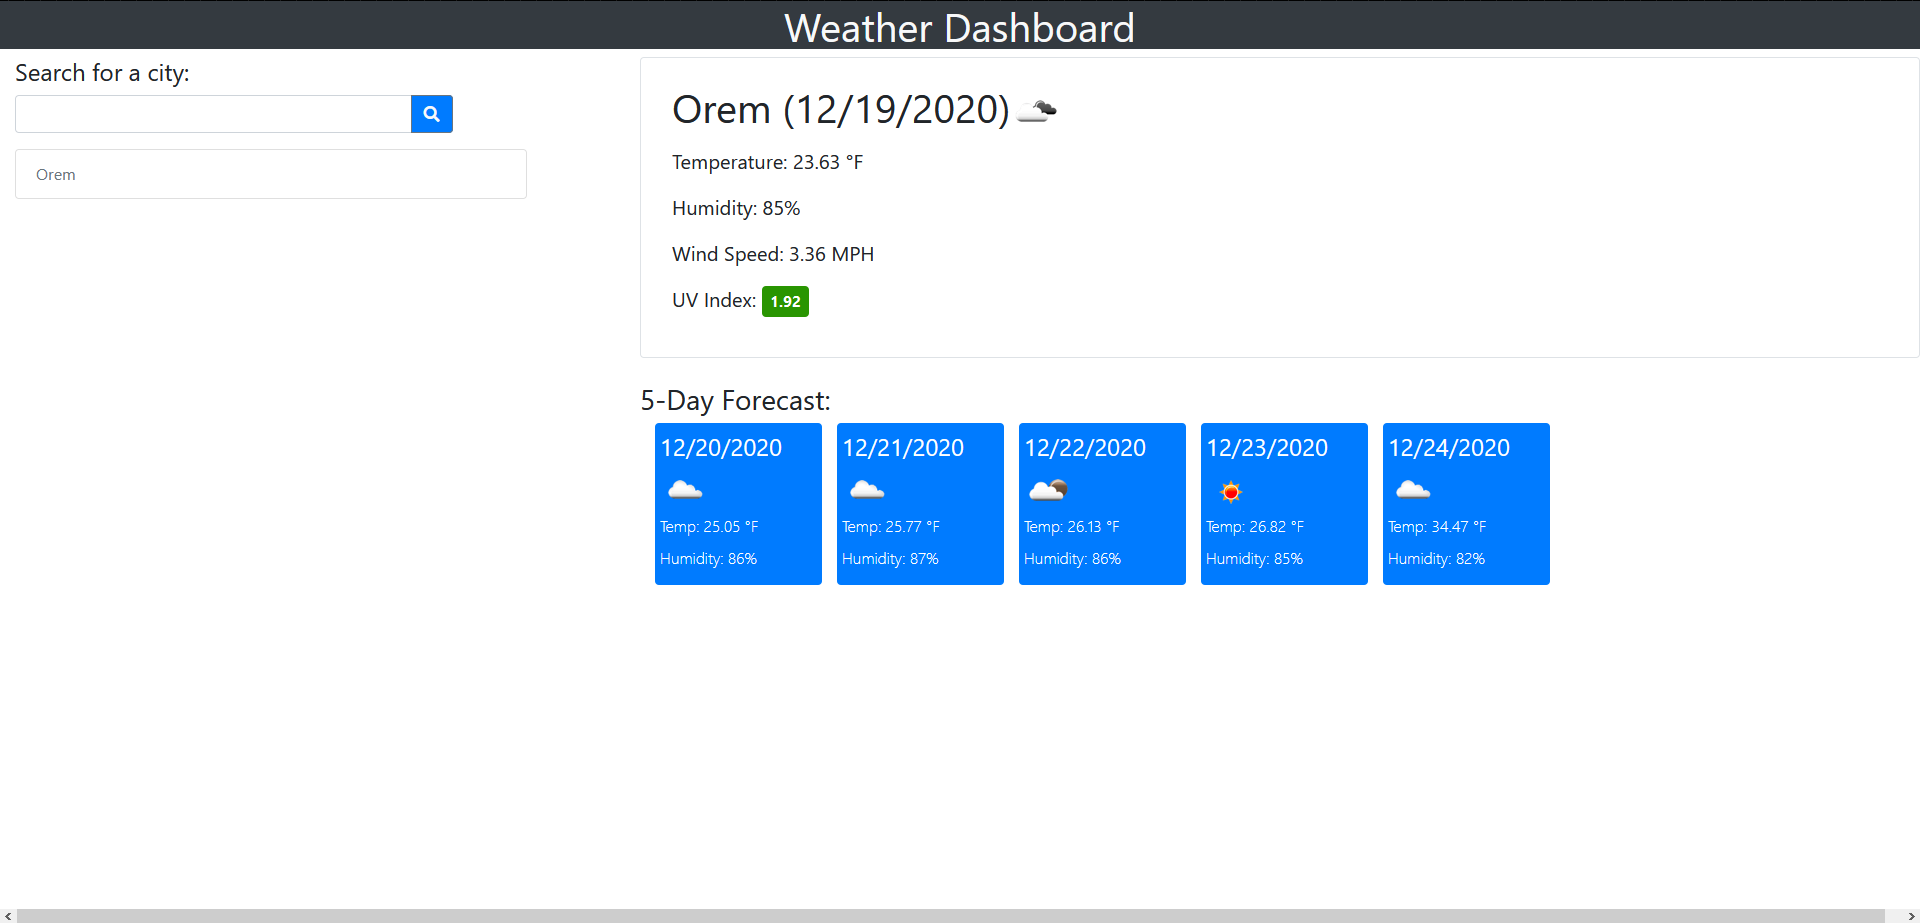 Weather Dashboard
Search for a city:
Orem
Orem (12/19/2020)
Temperature: 23.63 °F
Humidity: 85%
Wind Speed: 3.36 MPH
UV Index: 1.92
5-Day Forecast:
12/20/2020
Temp: 25.05 °F
Humidity: 86%
12/21/2020
Temp: 25.77 °F
Humidity: 87%
12/22/2020
Temp: 26.13 °F
Humidity: 86%
12/23/2020
Temp: 26.82 °F
Humidity: 85%
12/24/2020
Temp: 34.47 °F
Humidity: 82%